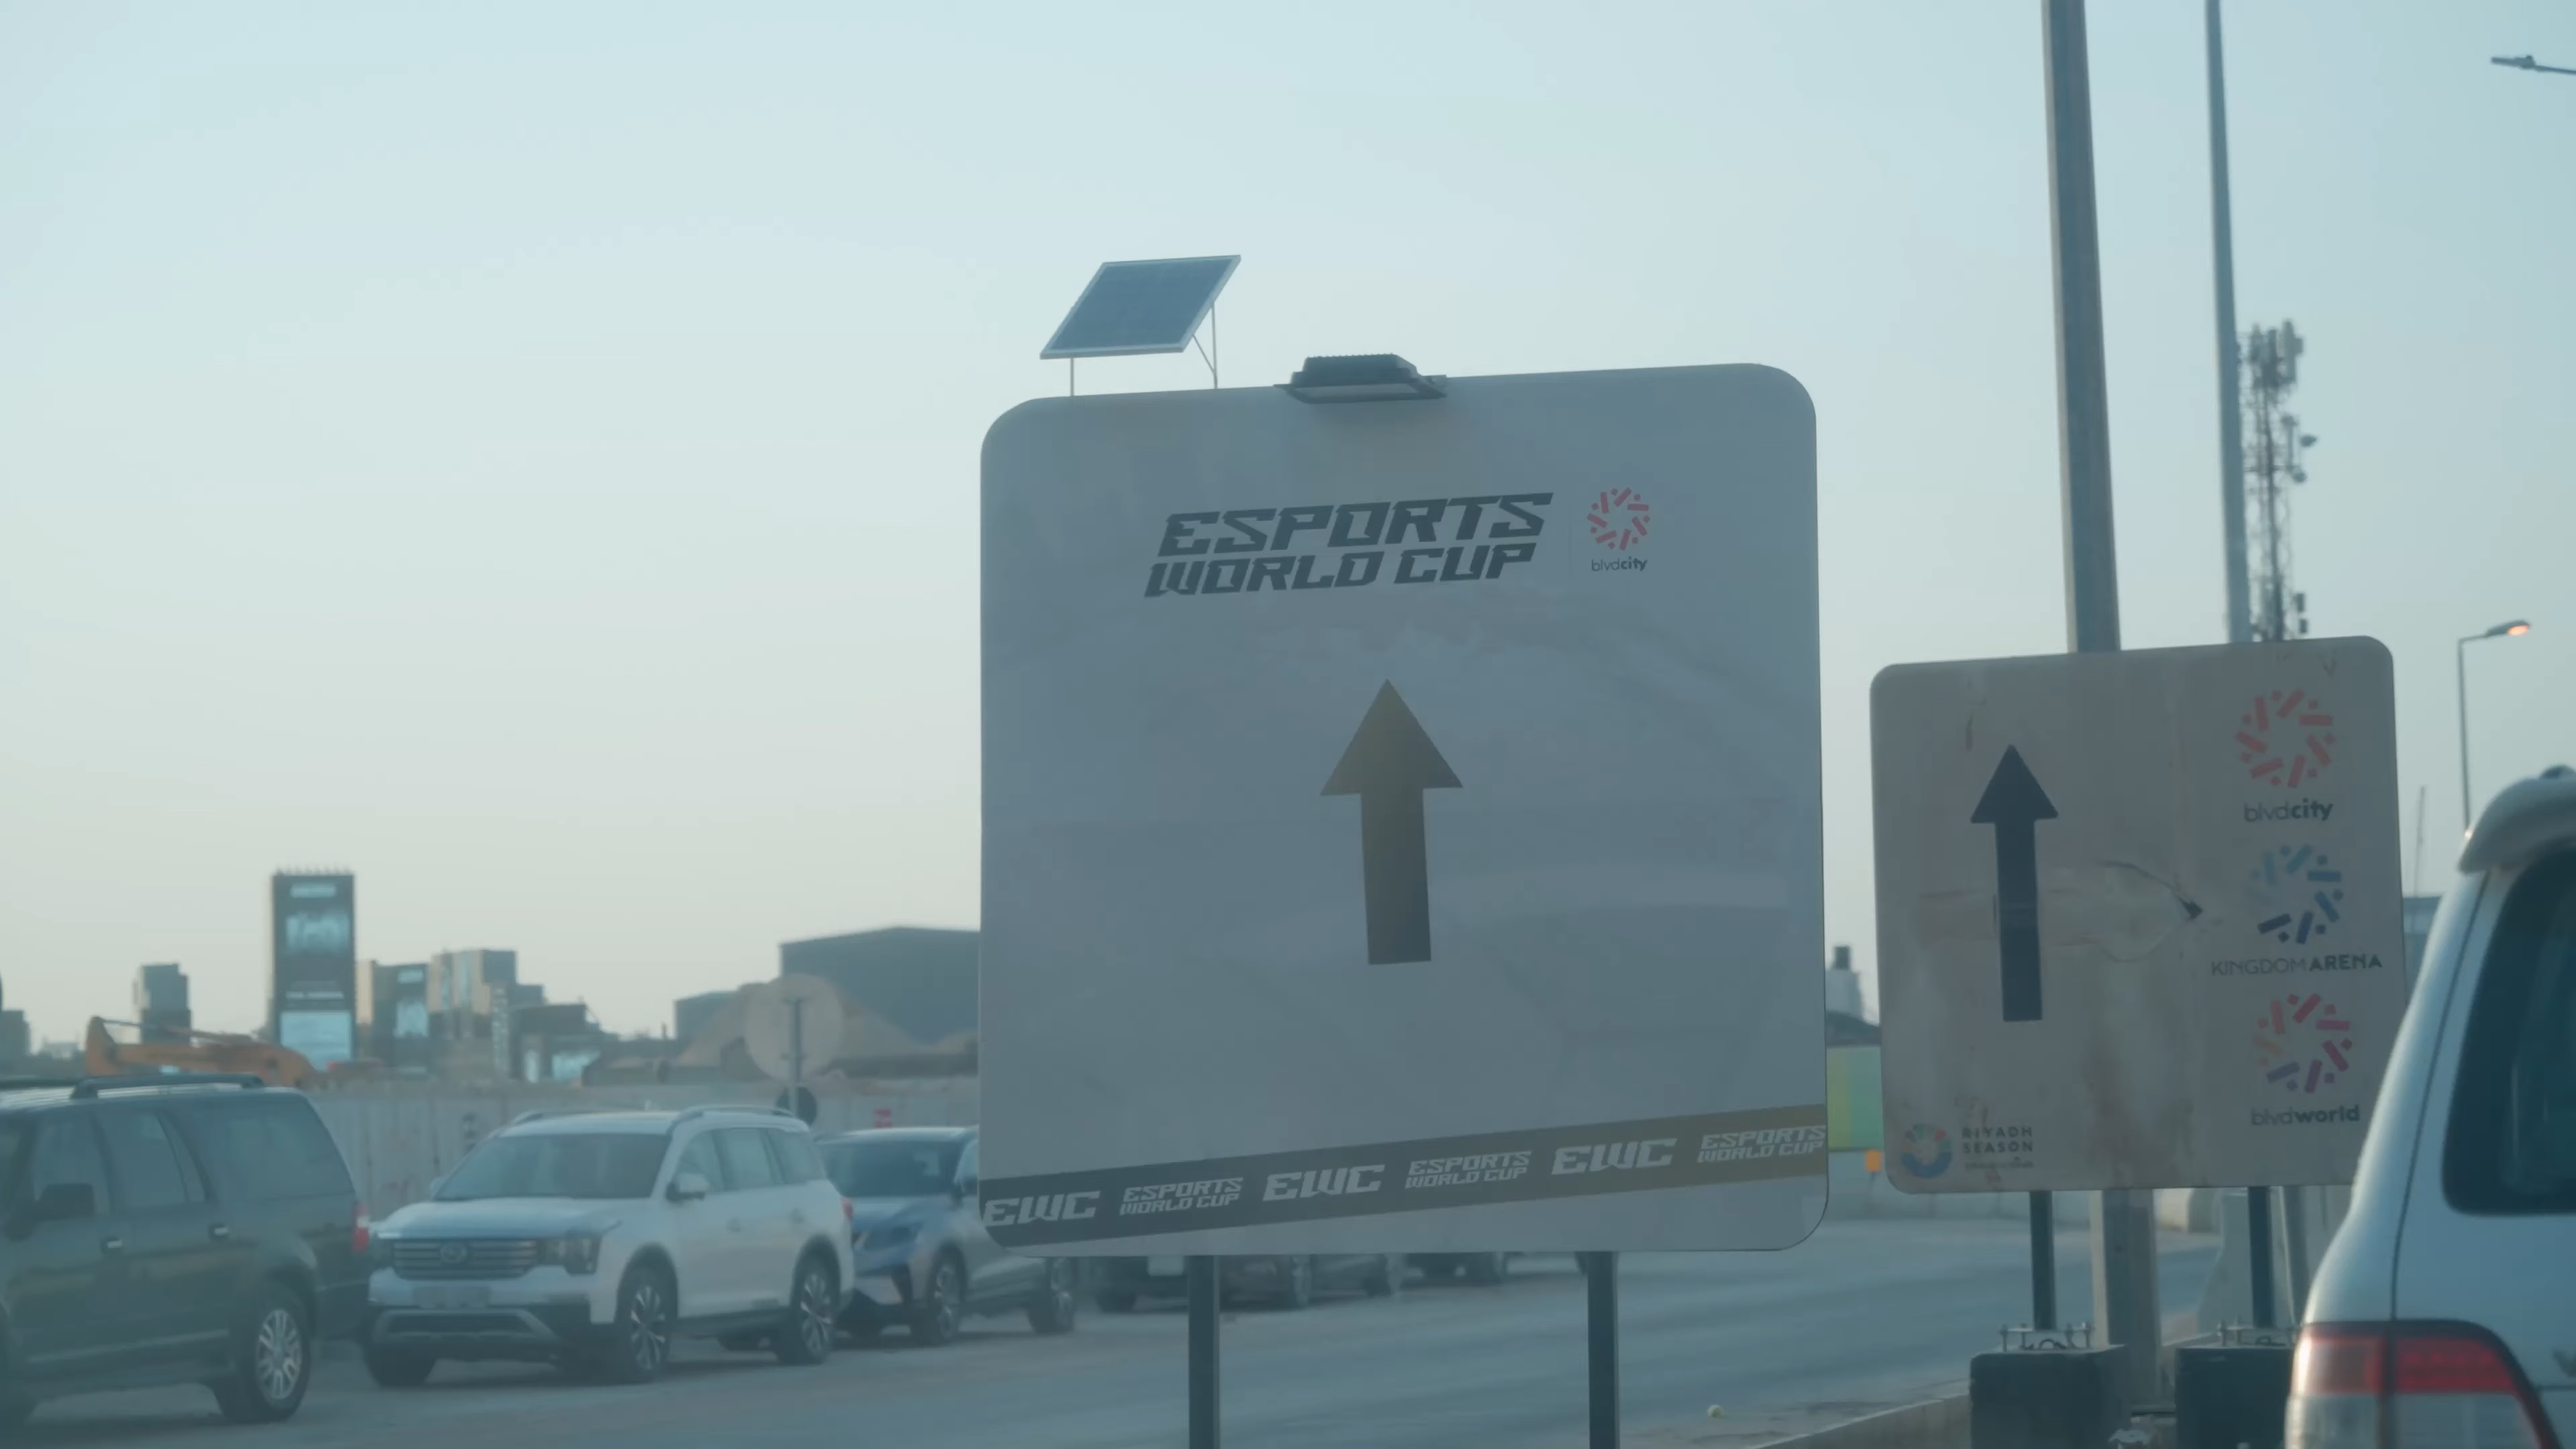 ESPORTS
WORLD CUP
blvdcity
EWC ESPORTS WORLD CUP EWC ESPORTS WORLD CUP EWC ESPORTS WORLD CUP
blvdcity
KINGDOM ARENA
blvdworld
RIYADH
SEASON